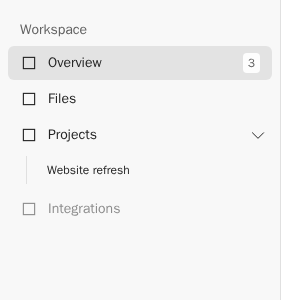 Workspace
Overview 3
Files
Projects
Website refresh
Integrations